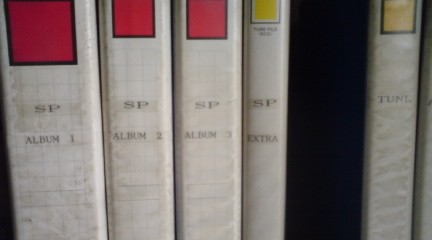 SP
ALBUM 1
SP
ALBUM 2
SP
ALBUM 3
SP
EXTRA
TUNE